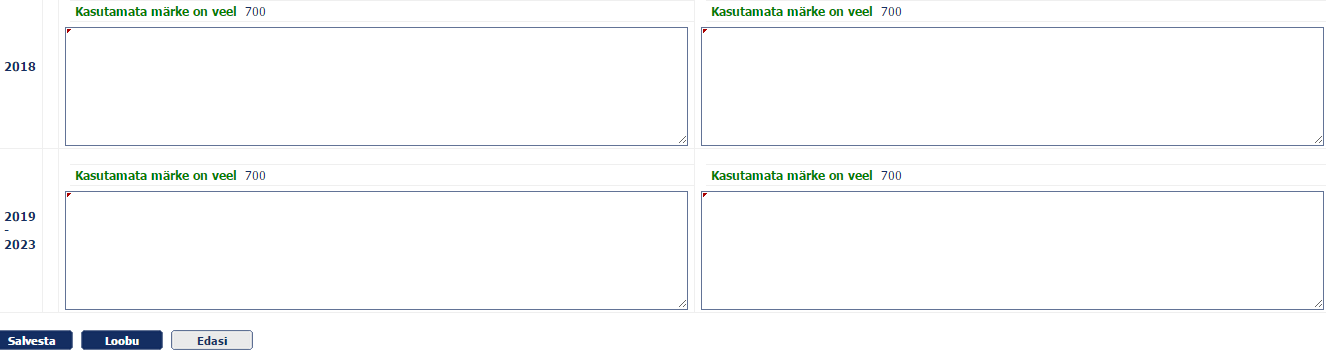 Kasutamata märke on veel 700 Kasutamata märke on veel 700
2018
Kasutamata märke on veel 700 Kasutamata märke on veel 700
2019
-
2023
Salvesta Loobu Edasi